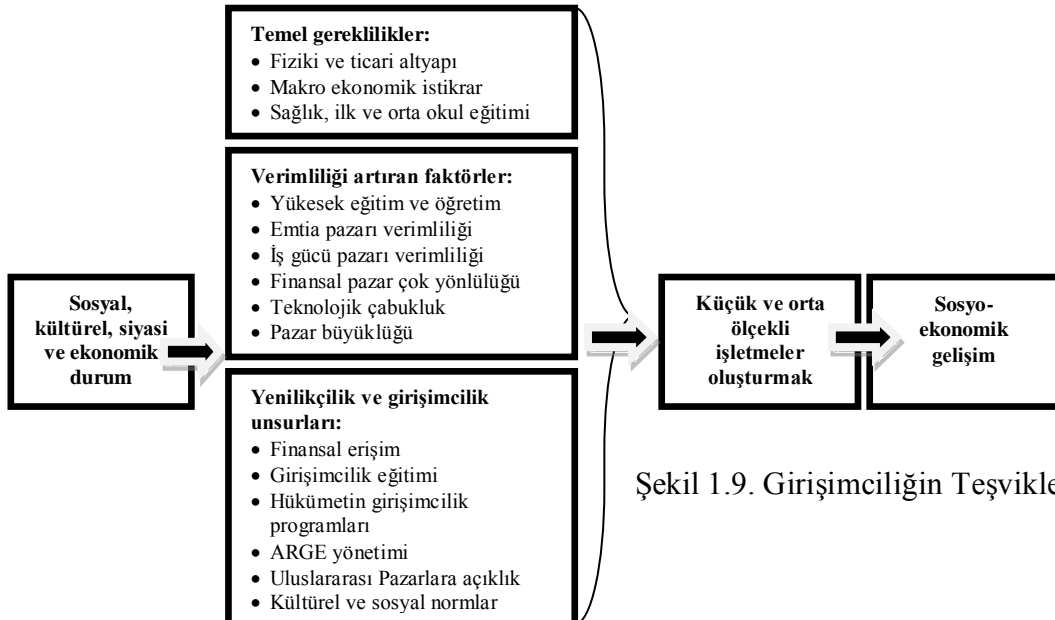 Sosyal,
kültürel, siyasi
ve ekonomik
durum
Temel gereklilikler:
• Fiziki ve ticari altyapı
• Makro ekonomik istikrar
• Sağlık, ilk ve orta okul eğitimi
Verimliliği artıran faktörler:
• Yükesek eğitim ve öğretim
• Emtia pazarı verimliliği
• İş gücü pazarı verimliliği
• Finansal pazar çok yönlülüğü
• Teknolojik çabukluk
• Pazar büyüklüğü
Yenilikçilik ve girişimcilik
unsurları:
• Finansal erişim
• Girişimcilik eğitimi
• Hükümetin girişimcilik
programları
• ARGE yönetimi
• Uluslararası Pazarlara açıklık
• Kültürel ve sosyal normlar
Küçük ve orta
ölçekli
işletmeler
oluşturmak
Sosyo-
ekonomik
gelişim
Şekil 1.9. Girişimciliğin Teşvikle